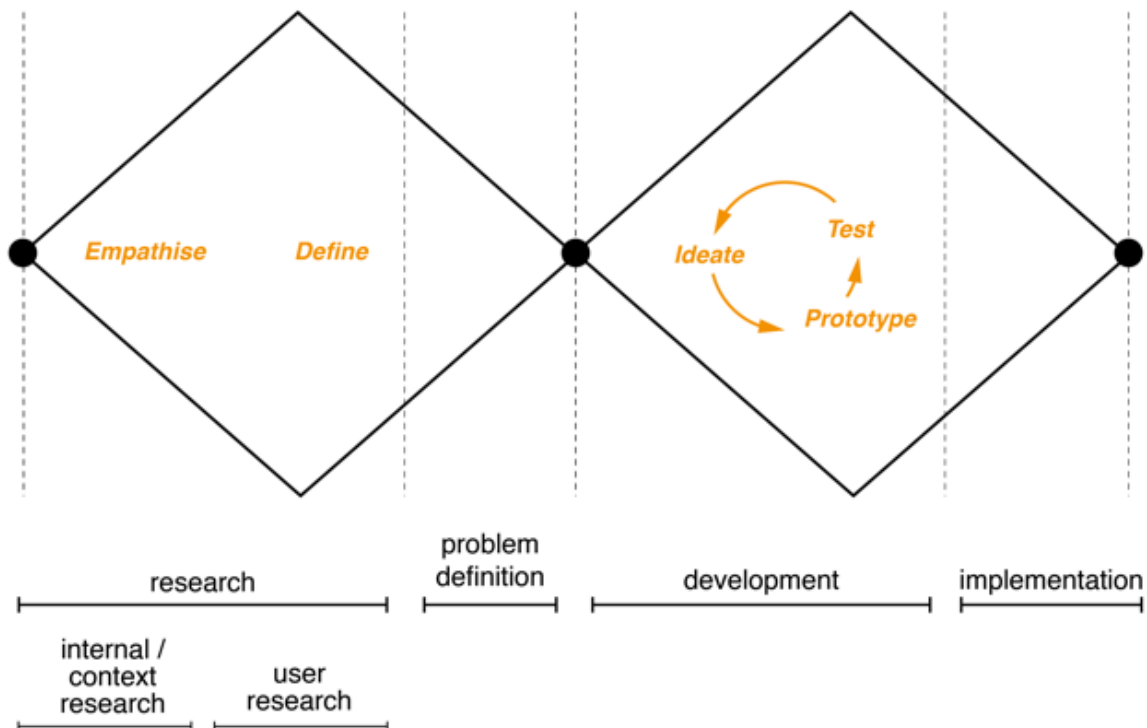 Empathise
Define
Ideate
Test
Prototype
research
problem
definition
development
implementation
internal /
context
research
user
research